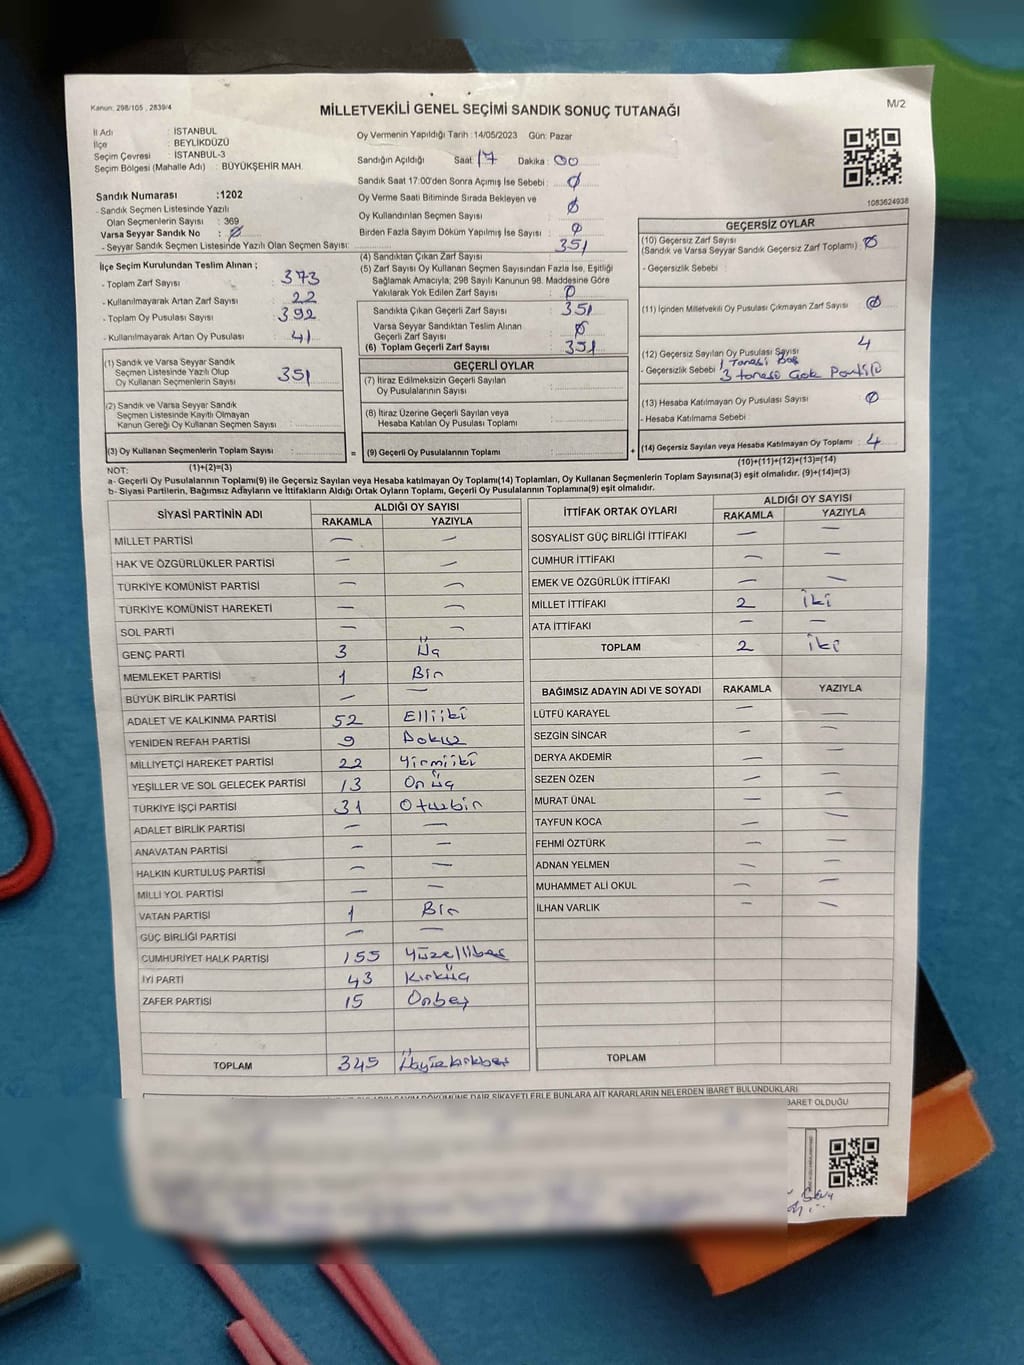 Kanun: 298/105 , 2839/4
MİLLETVEKİLİ GENEL SEÇİMİ SANDIK SONUÇ TUTANAĞI
M/2
İl Adı : İSTANBUL
İlçe : BEYLİKDÜZÜ
Seçim Çevresi : İSTANBUL-3
Seçim Bölgesi (Mahalle Adı) : BÜYÜKŞEHİR MAH.
Sandık Numarası :1202
- Sandık Seçmen Listesinde Yazılı
Olan Seçmenlerin Sayısı : 369
Varsa Seyyar Sandık No : Ø
- Seyyar Sandık Seçmen Listesinde Yazılı Olan Seçmen Sayısı:
Oy Vermenin Yapıldığı Tarih :14/05/2023 Gün: Pazar
Sandığın Açıldığı Saat 17 Dakika : 00
Sandık Saat 17:00'den Sonra Açılmış İse Sebebi : Ø
Oy Verme Saati Bitiminde Sırada Bekleyen ve
Oy Kullandırılan Seçmen Sayısı : Ø
Birden Fazla Sayım Döküm Yapılmış İse Sayısı : Ø
1083624938
İlçe Seçim Kurulundan Teslim Alınan ;
- Toplam Zarf Sayısı : 373
- Kullanılmayarak Artan Zarf Sayısı : 22
- Toplam Oy Pusulası Sayısı : 392
- Kullanılmayarak Artan Oy Pusulası : 41
(1) Sandık ve Varsa Seyyar Sandık
Seçmen Listesinde Yazılı Olup
Oy Kullanan Seçmenlerin Sayısı : 351
(2) Sandık ve Varsa Seyyar Sandık
Seçmen Listesinde Kayıtlı Olmayan
Kanun Gereği Oy Kullanan Seçmen Sayısı :
(3) Oy Kullanan Seçmenlerin Toplam Sayısı :
(4) Sandıktan Çıkan Zarf Sayısı : 351
(5) Zarf Sayısı Oy Kullanan Seçmen Sayısından Fazla İse, Eşitliği
Sağlamak Amacıyla, 298 Sayılı Kanunun 98. Maddesine Göre
Yakılarak Yok Edilen Zarf Sayısı : 0
Sandıkta Çıkan Geçerli Zarf Sayısı : 351
Varsa Seyyar Sandıktan Teslim Alınan
Geçerli Zarf Sayısı : Ø
(6) Toplam Geçerli Zarf Sayısı : 351
GEÇERLİ OYLAR
(7) İtiraz Edilmeksizin Geçerli Sayılan
Oy Pusulasının Sayısı :
(8) İtiraz Üzerine Geçerli Sayılan veya
Hesaba Katılan Oy Pusulası Toplamı :
= (9) Geçerli Oy Pusulalarının Toplamı : +
GEÇERSİZ OYLAR
(10) Geçersiz Zarf Sayısı
(Sandık ve Varsa Seyyar Sandık Geçersiz Zarf Toplamı) : Ø
- Geçersizlik Sebebi :
(11) İçinden Milletvekili Oy Pusulası Çıkmayan Zarf Sayısı : Ø
(12) Geçersiz Sayılan Oy Pusulası Sayısı : 4
- Geçersizlik Sebebi : 1 Tanesi Boş
3 tanesi Çok Partili
(13) Hesaba Katılmayan Oy Pusulası Sayısı : Ø
- Hesaba Katılmama Sebebi :
(14) Geçersiz Sayılan veya Hesaba Katılmayan Oy Toplamı : 4
NOT: (1)+(2)=(3) (10)+(11)+(12)+(13)=(14)
a- Geçerli Oy Pusulalarının Toplamı(9) ile Geçersiz Sayılan veya Hesaba Katılmayan Oy Toplamı(14) Toplamları, Oy Kullanan Seçmenlerin Toplam Sayısına(3) eşit olmalıdır. (9)+(14)=(3)
b- Siyasi Partilerin, Bağımsız Adayların ve İttifakların Aldığı Ortak Oyların Toplamı, Geçerli Oy Pusulalarının Toplamına(9) eşit olmalıdır.
SİYASİ PARTİNİN ADI ALDIĞI OY SAYISI
RAKAMLA YAZIYLA
MİLLET PARTİSİ — —
HAK VE ÖZGÜRLÜKLER PARTİSİ — —
TÜRKİYE KOMÜNİST PARTİSİ — —
TÜRKİYE KOMÜNİST HAREKETİ — —
SOL PARTİ — —
GENÇ PARTİ 3 Üç
MEMLEKET PARTİSİ 1 Bir
BÜYÜK BİRLİK PARTİSİ — —
ADALET VE KALKINMA PARTİSİ 52 Elliiki
YENİDEN REFAH PARTİSİ 9 Dokuz
MİLLİYETÇİ HAREKET PARTİSİ 22 Yirmiiki
YEŞİLLER VE SOL GELECEK PARTİSİ 13 Onüç
TÜRKİYE İŞÇİ PARTİSİ 31 Otuzbir
ADALET BİRLİK PARTİSİ — —
ANAVATAN PARTİSİ — —
HALKIN KURTULUŞ PARTİSİ — —
MİLLİ YOL PARTİSİ — —
VATAN PARTİSİ 1 Bir
GÜÇ BİRLİĞİ PARTİSİ — —
CUMHURİYET HALK PARTİSİ 155 Yüzellibeş
İYİ PARTİ 43 Kırküç
ZAFER PARTİSİ 15 Onbeş
TOPLAM 345 Üçyüzkırkbeş
İTTİFAK ORTAK OYLARI ALDIĞI OY SAYISI
RAKAMLA YAZIYLA
SOSYALİST GÜÇ BİRLİĞİ İTTİFAKI — —
CUMHUR İTTİFAKI — —
EMEK VE ÖZGÜRLÜK İTTİFAKI — —
MİLLET İTTİFAKI 2 İki
ATA İTTİFAKI — —
TOPLAM 2 İki
BAĞIMSIZ ADAYIN ADI VE SOYADI RAKAMLA YAZIYLA
LÜTFÜ KARAYEL — —
SEZGİN SİNCAR — —
DERYA AKDEMİR — —
SEZEN ÖZEN — —
MURAT ÜNAL — —
TAYFUN KOCA — —
FEHMİ ÖZTÜRK — —
ADNAN YELMEN — —
MUHAMMET ALİ OKUL — —
İLHAN VARLIK — —
TOPLAM
DÖKÜMÜNE DAİR ŞİKAYETLERLE BUNLARA AİT KARARLARIN NELERDEN İBARET BULUNDUKLARI
BARET OLDUĞU